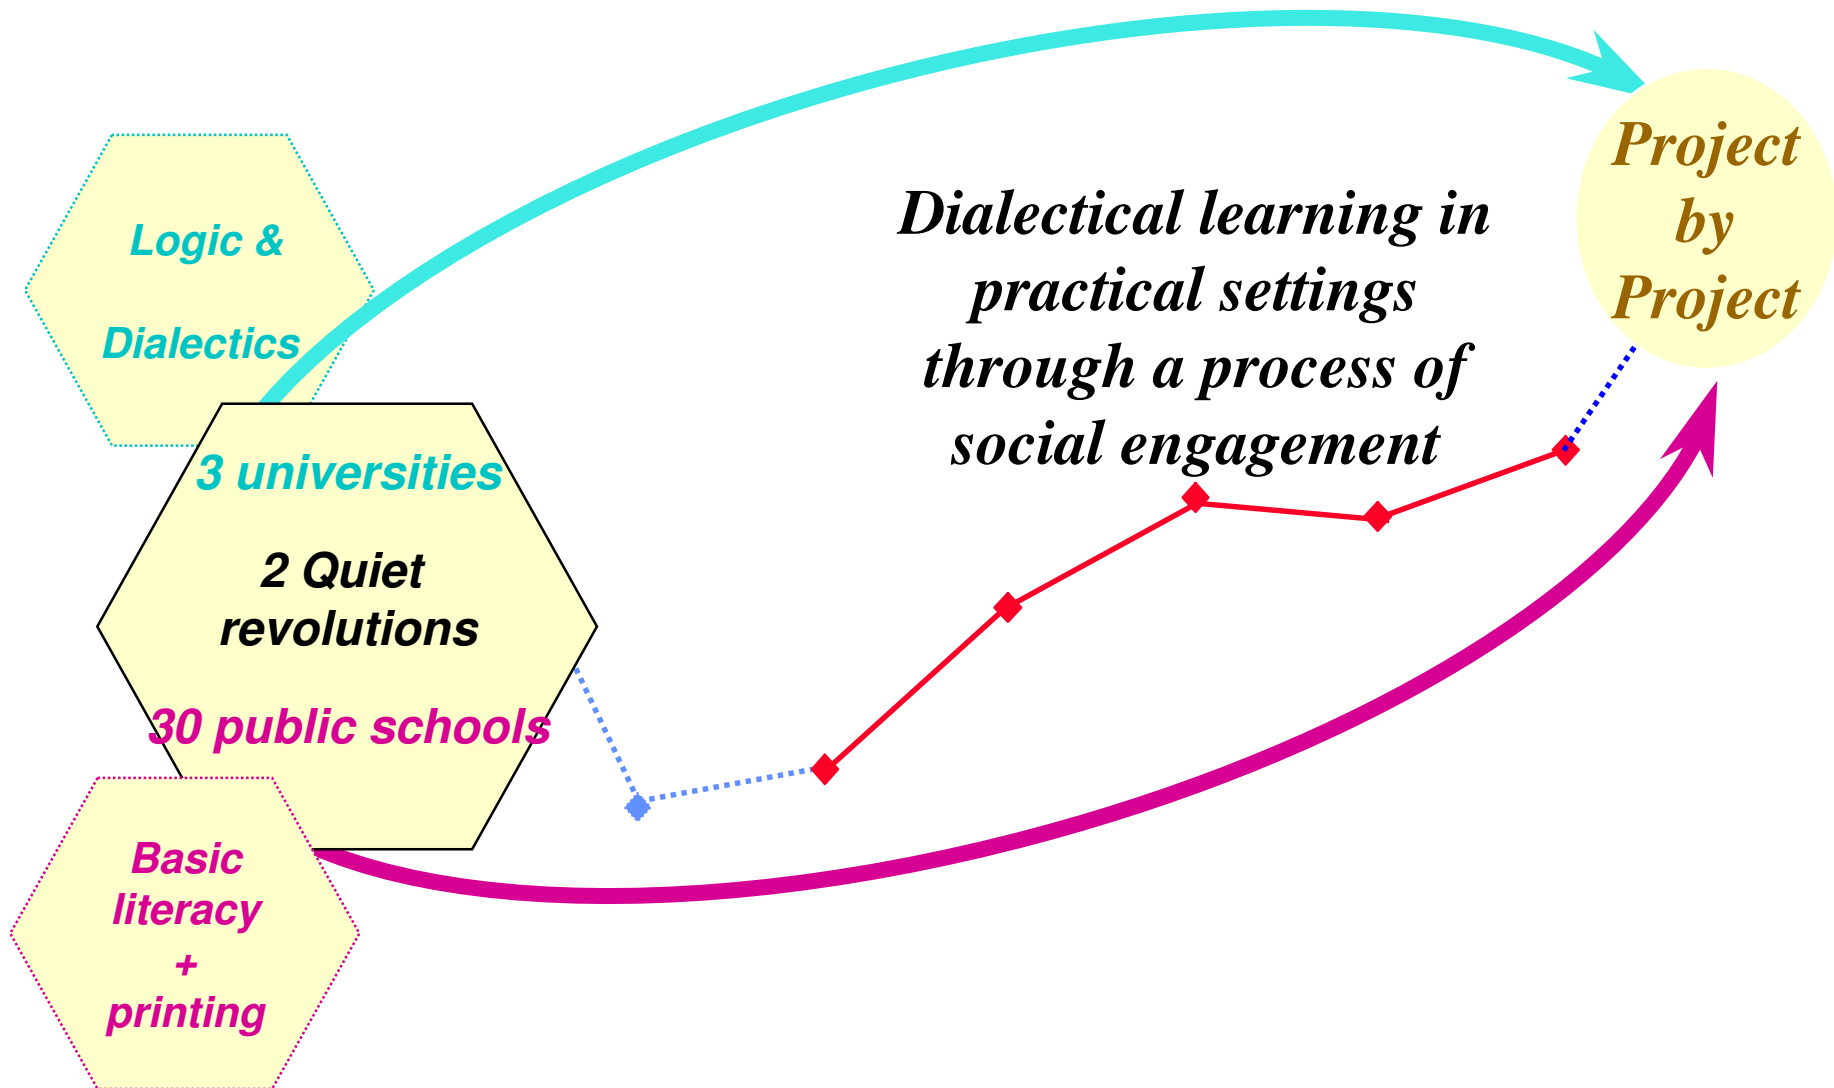 Logic &
Dialectics
3 universities
2 Quiet
revolutions
30 public schools
Basic
literacy
+
printing
Dialectical learning in
practical settings
through a process of
social engagement
Project
by
Project